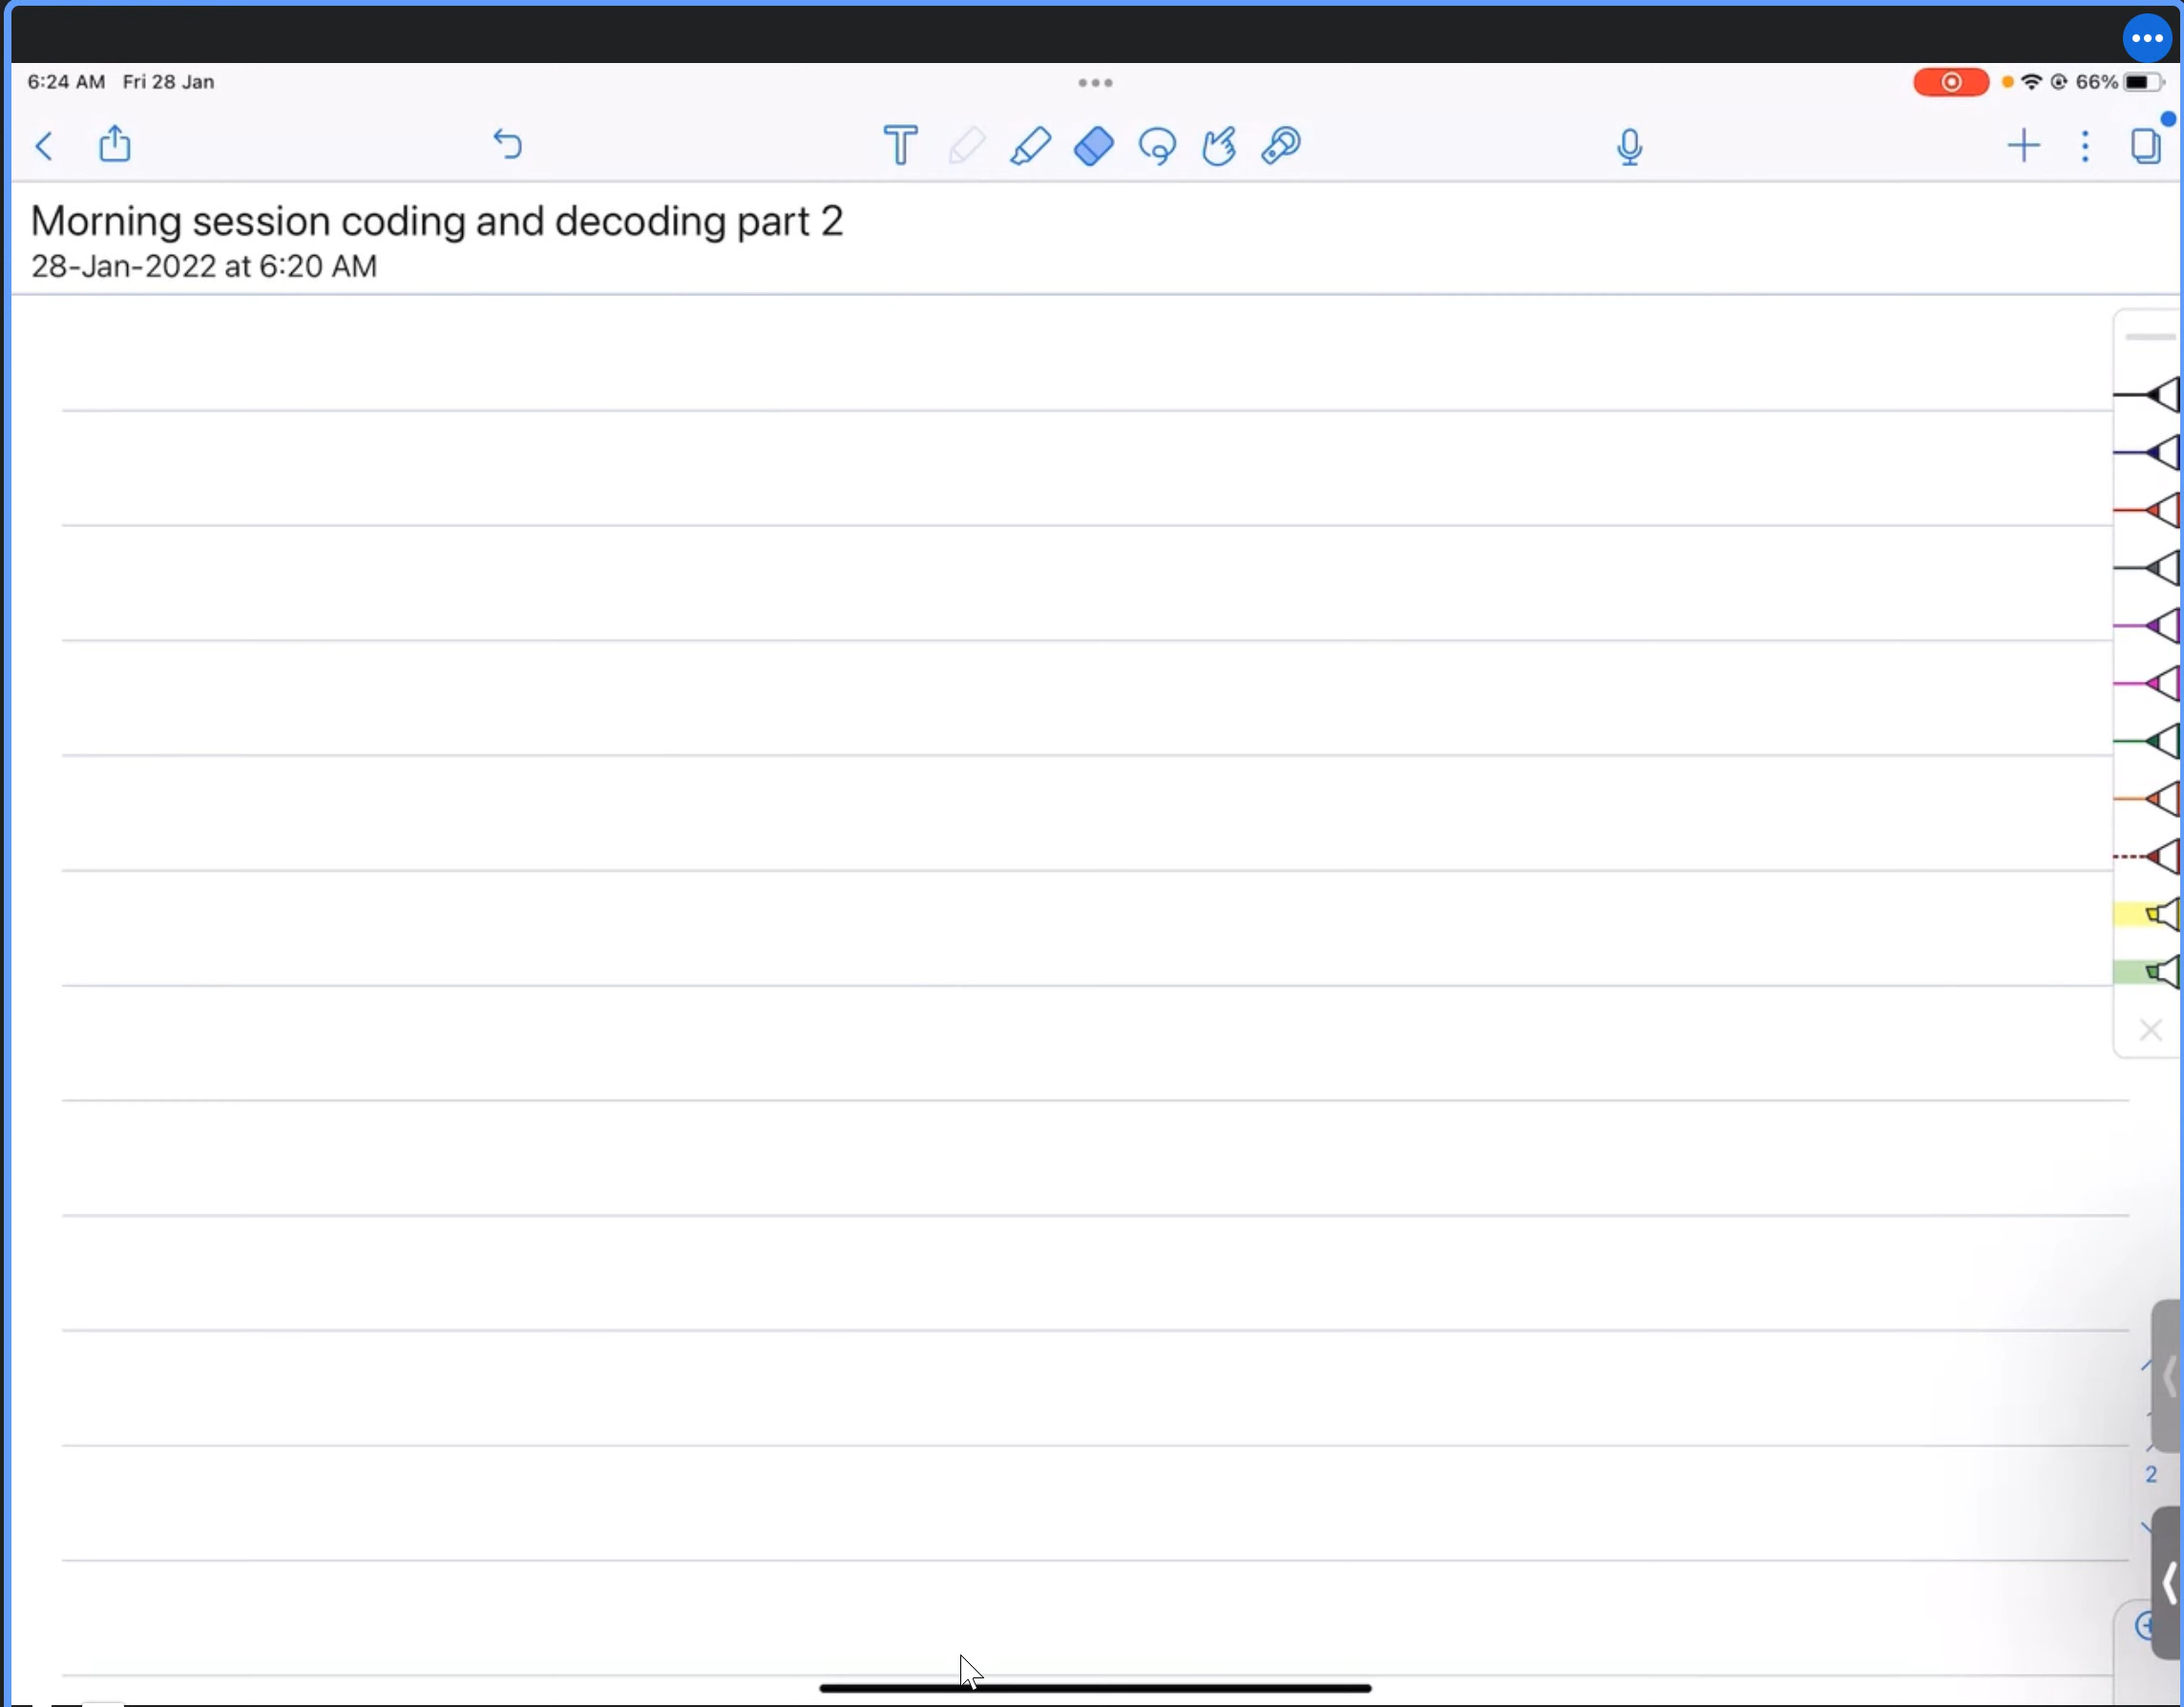 6:24 AM Fri 28 Jan
66%
T
Morning session coding and decoding part 2
28-Jan-2022 at 6:20 AM
2